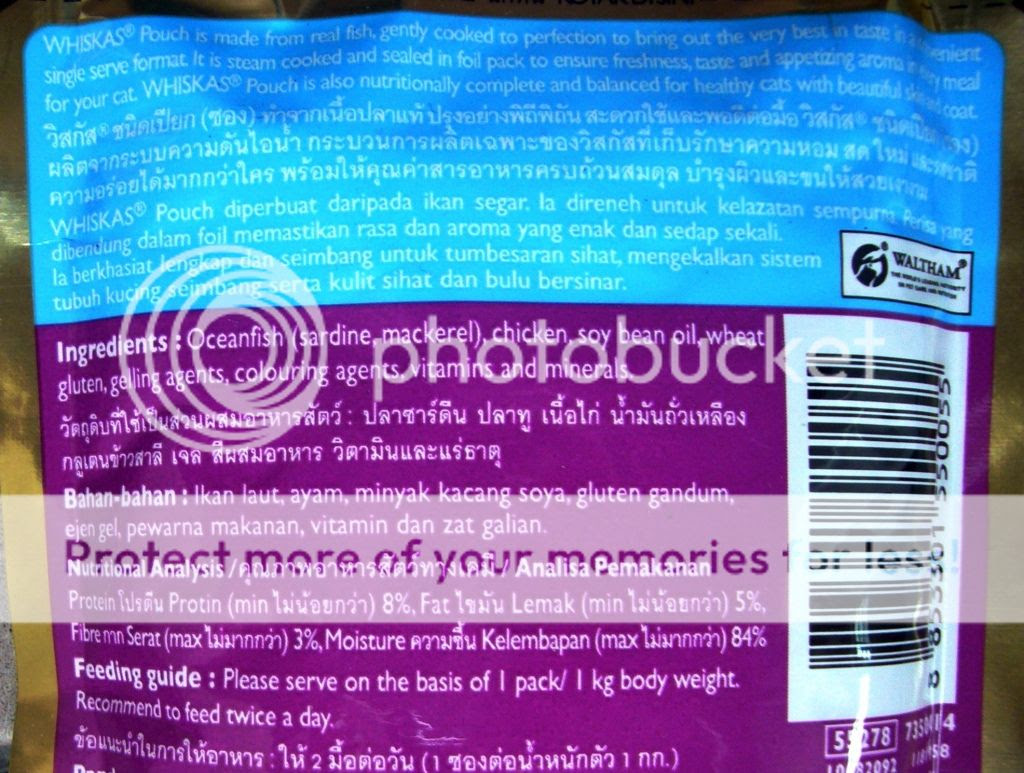 WHISKAS® Pouch is made from real fish, gently cooked to perfection to bring out the very best in taste in a
single serve format. It is steam cooked and sealed in foil pack to ensure freshness, taste and appetizing aroma in every meal
for your cat. WHISKAS® Pouch is also nutritionally complete and balanced for healthy cats with beautiful skin and coat.
วิสกัส® ชนิดเปียก (ซอง) ทำจากเนื้อปลาแท้ ปรุงอย่างพิถีพิถัน สะดวกใช้และพอดีต่อมื้อ วิสกัส® ชนิดเปียก (ซอง)
ผลิตจากระบบความดันไอน้ำ กระบวนการผลิตเฉพาะของวิสกัสที่เก็บรักษาความหอม สด ใหม่ และรสชาติ
ความอร่อยได้มากกว่าใคร พร้อมให้คุณค่าสารอาหารครบถ้วนสมดุล บำรุงผิวและขนให้สวยเงางาม
WHISKAS® Pouch diperbuat daripada ikan segar. Ia direneh untuk kelazatan sempurna. Perisa yang
dibendung dalam foil memastikan rasa dan aroma yang enak dan sedap sekali.
Ia berkhasiat lengkap dan seimbang untuk tumbesaran sihat, mengekalkan sistem
tubuh kucing seimbang serta kulit sihat dan bulu bersinar.
WALTHAM®
Ingredients : Oceanfish (sardine, mackerel), chicken, soy bean oil, wheat
gluten, gelling agents, colouring agents, vitamins and minerals.
photobucket
วัตถุดิบที่ใช้เป็นส่วนผสมอาหารสัตว์ : ปลาซาร์ดีน ปลาทู เนื้อไก่ น้ำมันถั่วเหลือง
กลูเตนข้าวสาลี เจล สีผสมอาหาร วิตามินและแร่ธาตุ
Bahan-bahan : Ikan laut, ayam, minyak kacang soya, gluten gandum,
ejen gel, pewarna makanan, vitamin dan zat galian.
Protect more of your memories for less!
Nutritional Analysis / คุณภาพอาหารสัตว์ทางเคมี / Analisa Pemakanan
Protein โปรตีน Protin (min ไม่น้อยกว่า) 8%, Fat ไขมัน Lemak (min ไม่น้อยกว่า) 5%,
Fibre กาก Serat (max ไม่มากกว่า) 3%, Moisture ความชื้น Kelembapan (max ไม่มากกว่า) 84%
Feeding guide : Please serve on the basis of 1 pack/ 1 kg body weight.
Recommend to feed twice a day.
ข้อแนะนำในการให้อาหาร : ให้ 2 มื้อต่อวัน (1 ซองต่อน้ำหนักตัว 1 กก.)
8 853301 550055